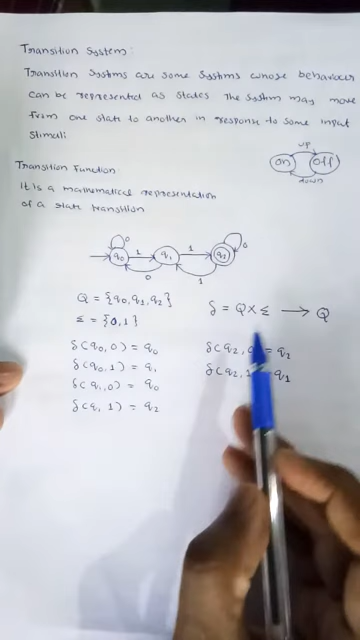 Transition System:
Transition Systems are some systems whose behaviour
can be represented as states The system may move
from one state to another in response to some input
stimuli
up
on off
down
Transition Function
It is a mathematical representation
of a state transition
0 1 1 0
q0 q1 q2
0 1
Q = {q0, q1, q2}
δ = Q × Σ → Q
Σ = {0, 1}
δ(q0, 0) = q0
δ(q2, 0) = q2
δ(q0, 1) = q1
δ(q2, 1 = q1
δ(q1, 0) = q0
δ(q1, 1) = q2